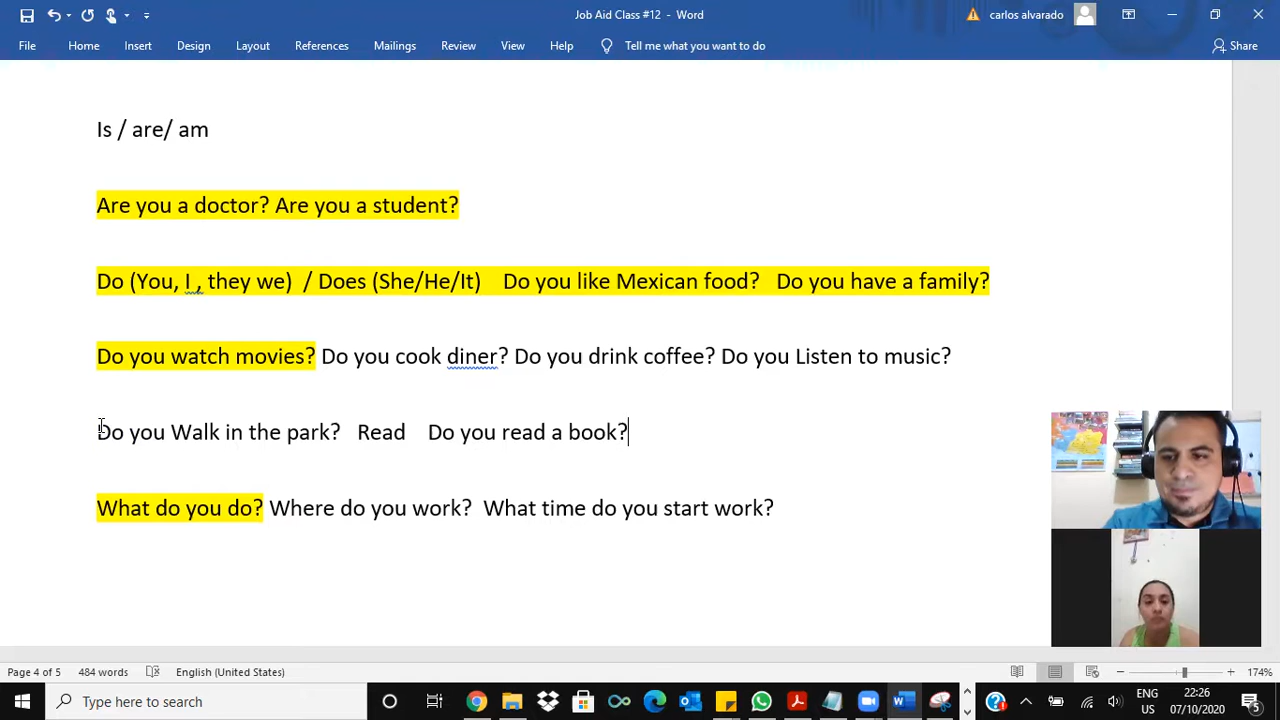 Job Aid Class #12 - Word
carlos alvarado
File Home Insert Design Layout References Mailings Review View Help Tell me what you want to do Share
Is / are/ am
Are you a doctor? Are you a student?
Do (You, I , they we) / Does (She/He/It) Do you like Mexican food? Do you have a family?
Do you watch movies? Do you cook diner? Do you drink coffee? Do you Listen to music?
Do you Walk in the park? Read Do you read a book?
What do you do? Where do you work? What time do you start work?
Page 4 of 5 484 words English (United States) 174%
Type here to search
ENG 22:26
US 07/10/2020 5